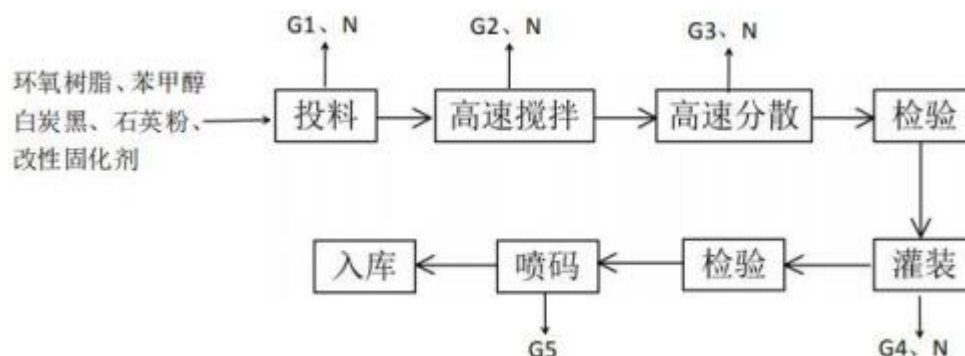 G1、N
G2、N
G3、N
环氧树脂、苯甲醇
白炭黑、石英粉、
改性固化剂
投料
高速搅拌
高速分散
检验
入库
喷码
检验
灌装
G5
G4、N